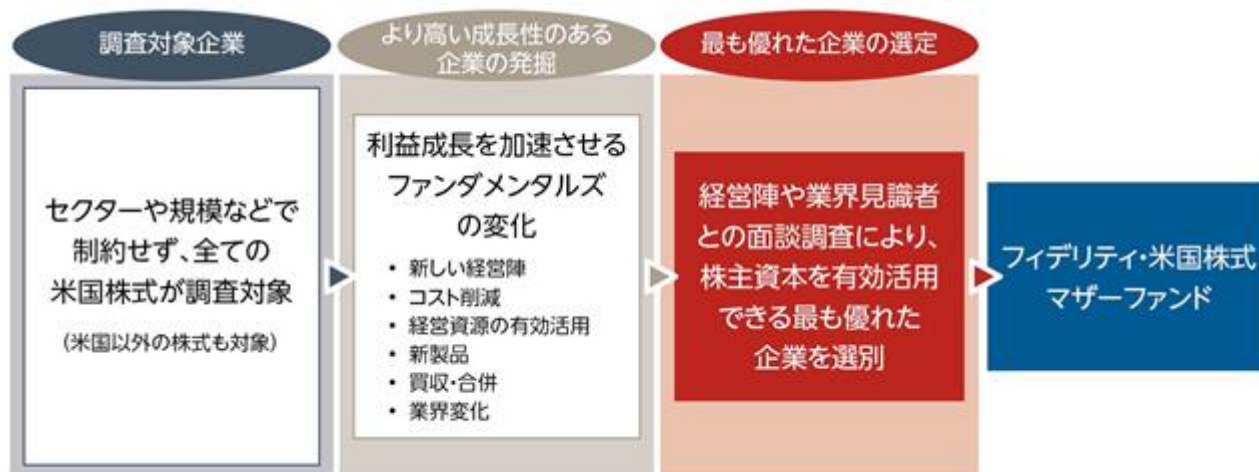 調査対象企業
セクターや規模などで
制約せず、全ての
米国株式が調査対象
(米国以外の株式も対象)
より高い成長性のある
企業の発掘
利益成長を加速させる
ファンダメンタルズ
の変化
• 新しい経営陣
• コスト削減
• 経営資源の有効活用
• 新製品
• 買収・合併
• 業界変化
最も優れた企業の選定
経営陣や業界見識者
との面談調査により、
株主資本を有効活用
できる最も優れた
企業を選別
フィデリティ・米国株式
マザーファンド